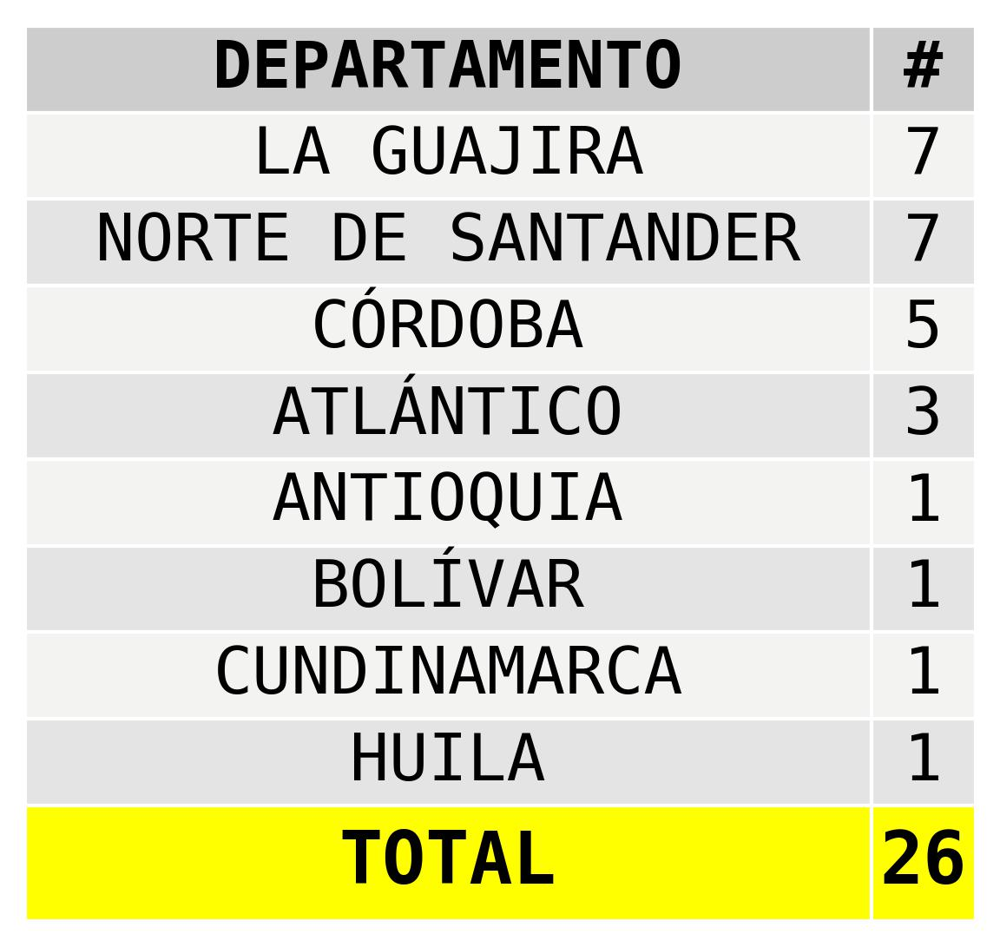 DEPARTAMENTO #
LA GUAJIRA 7
NORTE DE SANTANDER 7
CÓRDOBA 5
ATLÁNTICO 3
ANTIOQUIA 1
BOLÍVAR 1
CUNDINAMARCA 1
HUILA 1
TOTAL 26